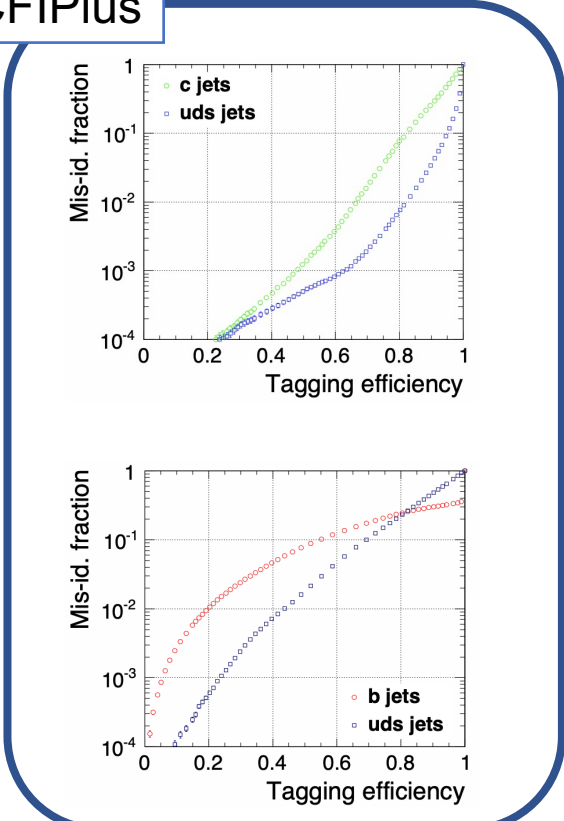 CFIPlus
Mis-id. fraction
1
10-1
10-2
10-3
10-4
c jets
uds jets
0 0.2 0.4 0.6 0.8 1
Tagging efficiency
Mis-id. fraction
1
10-1
10-2
10-3
10-4
b jets
uds jets
0 0.2 0.4 0.6 0.8 1
Tagging efficiency